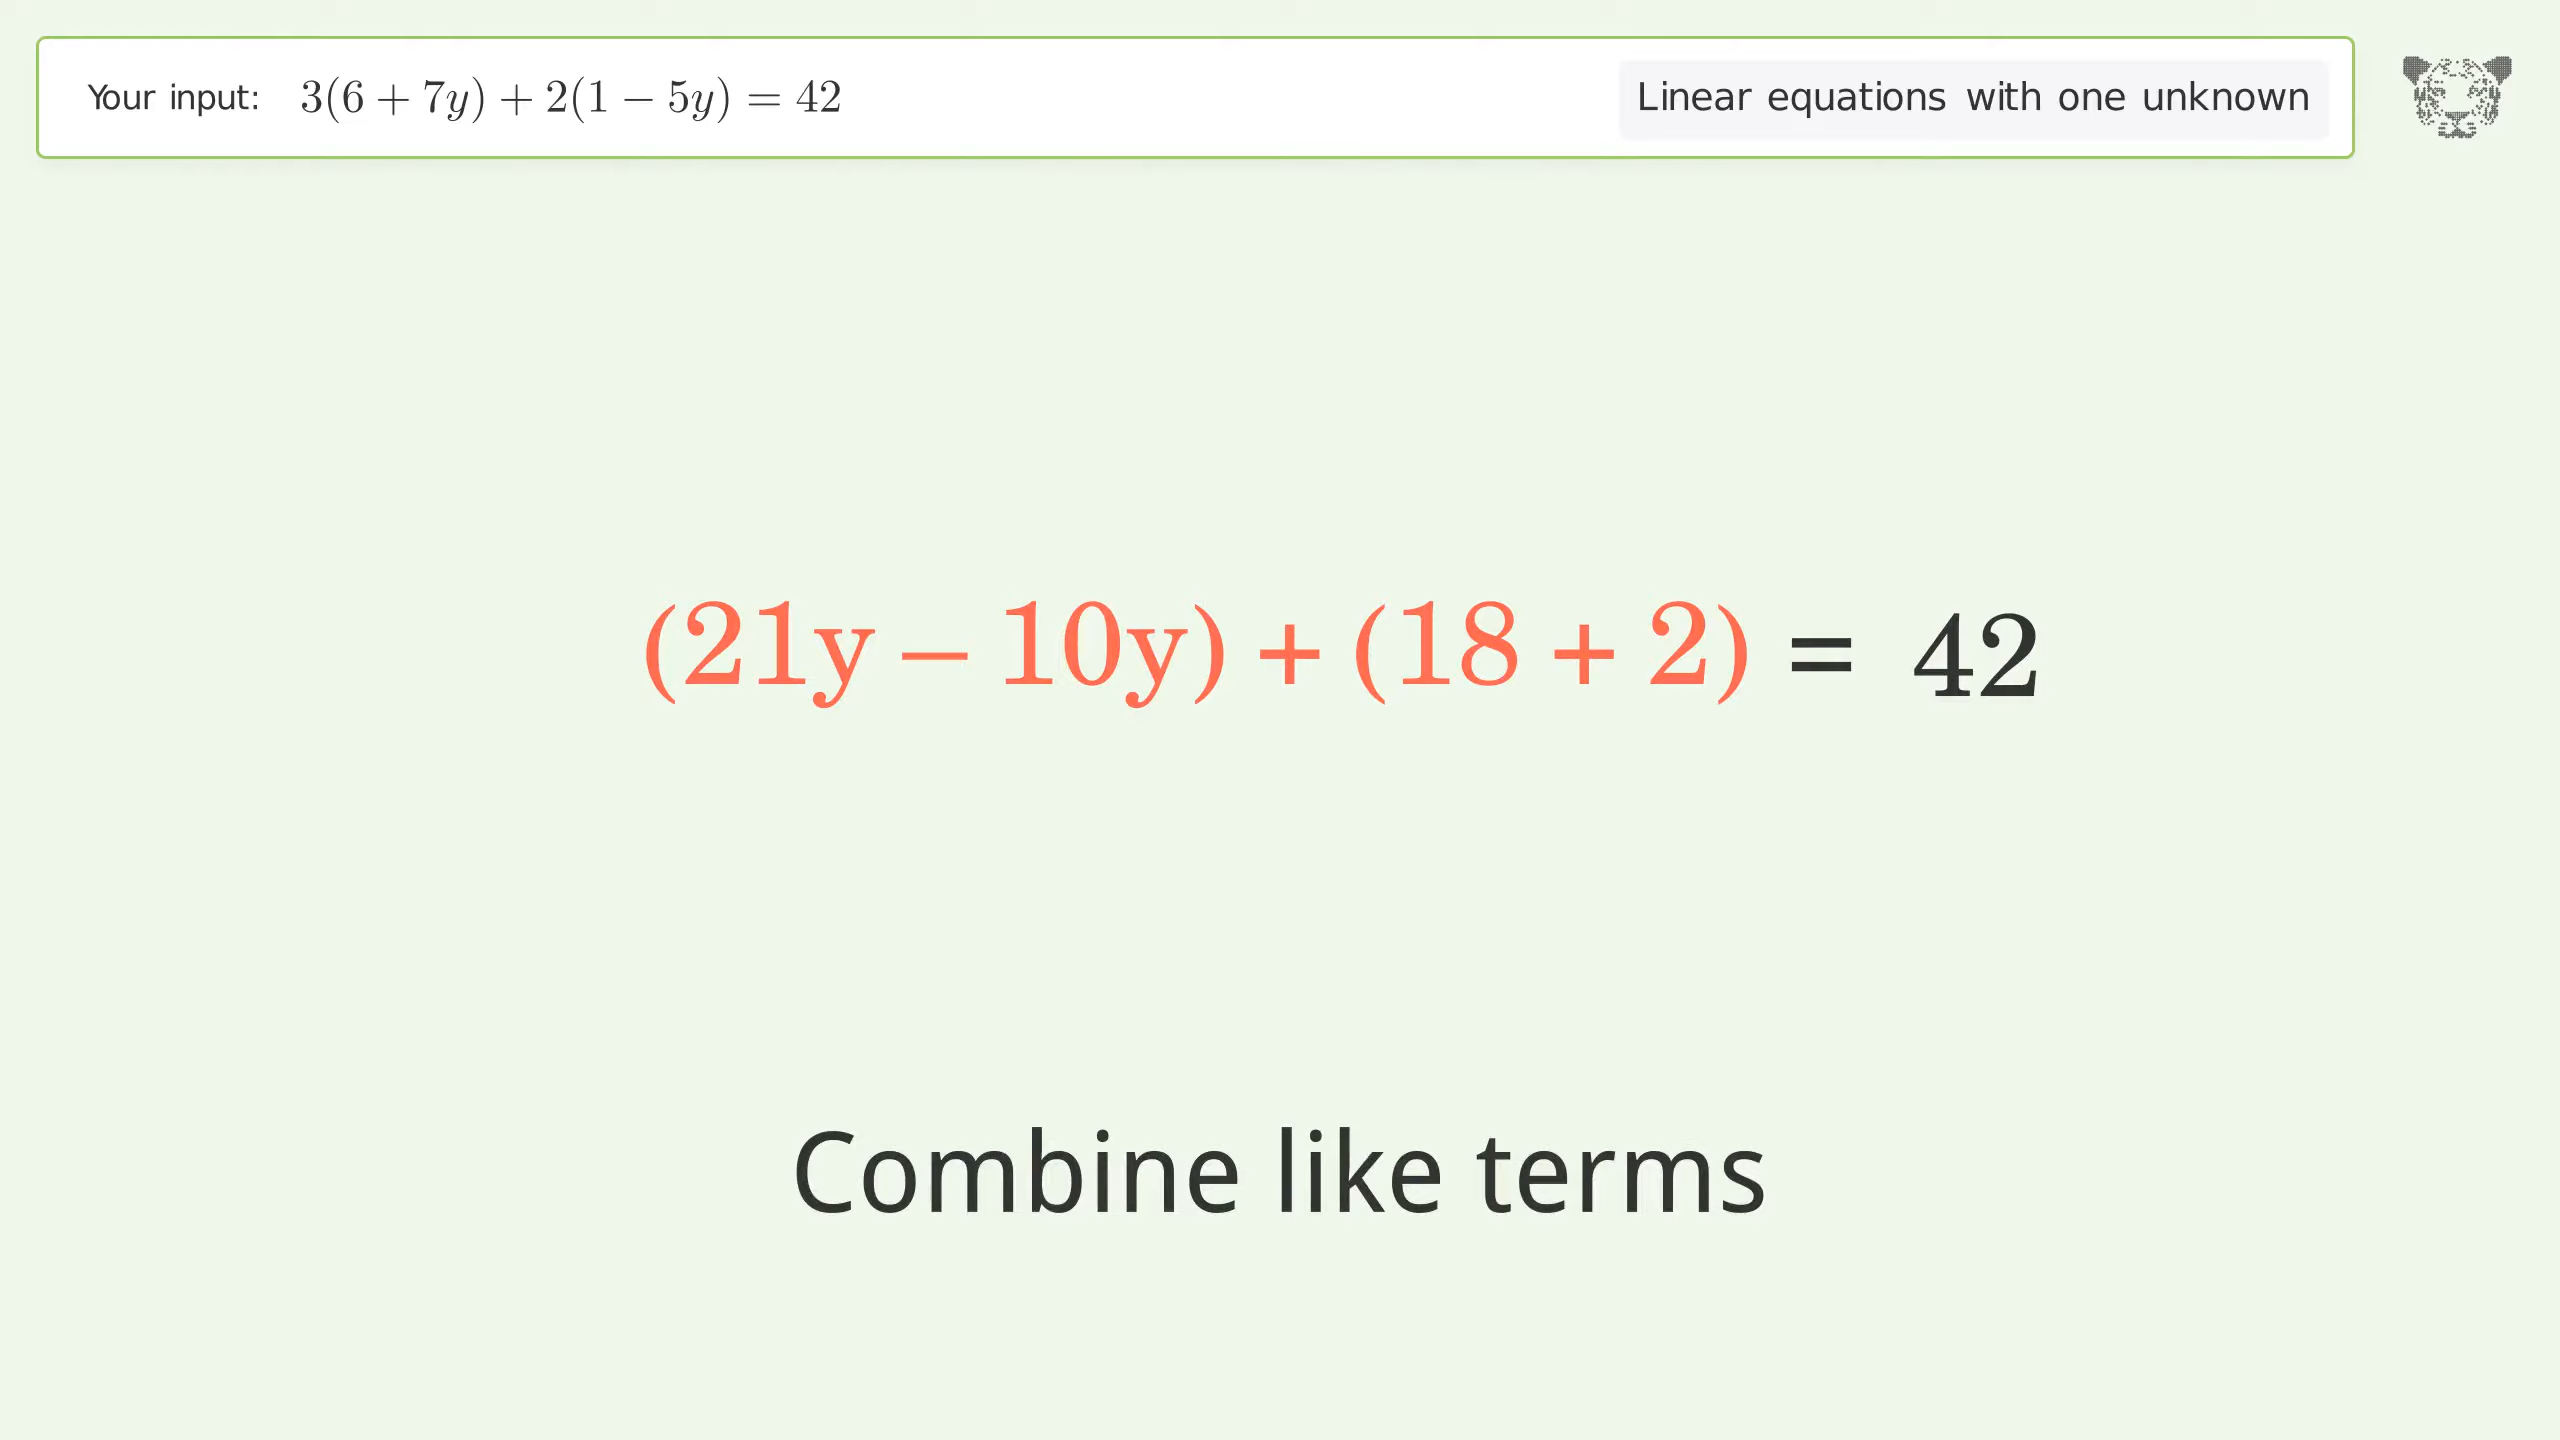 Your input: 3(6 + 7y) + 2(1 − 5y) = 42
Linear equations with one unknown
(21y − 10y) + (18 + 2) = 42
Combine like terms